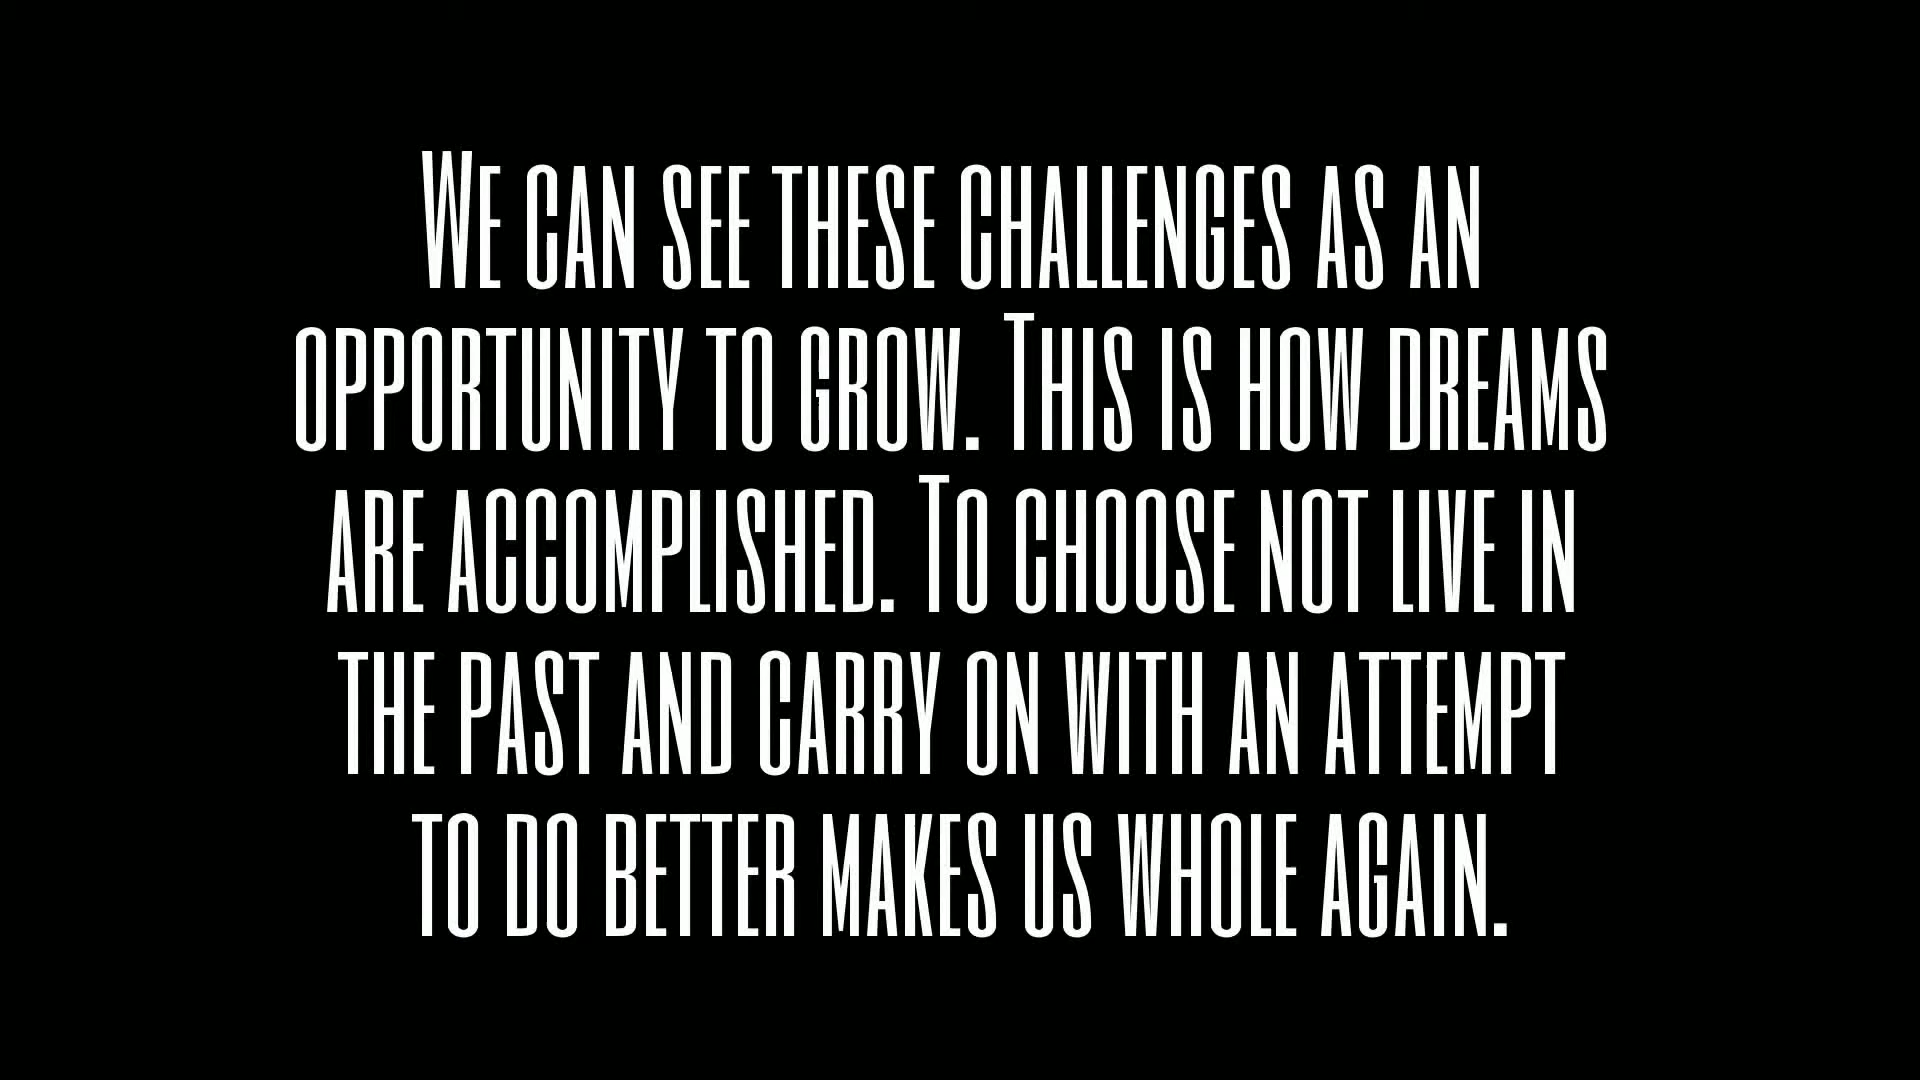 We can see these challenges as an
opportunity to grow. This is how dreams
are accomplished. To choose not live in
the past and carry on with an attempt
to do better makes us whole again.